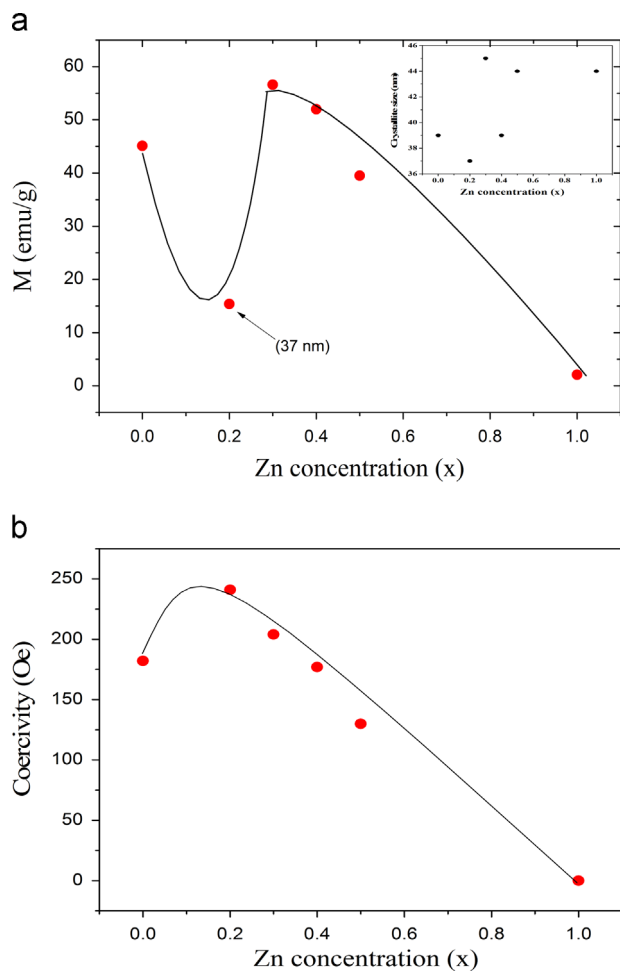 a
60
50
40
30
20
10
0
M (emu/g)
(37 nm)
0.0 0.2 0.4 0.6 0.8 1.0
Zn concentration (x)
46
44
42
40
38
36
Crystallite size (nm)
0.0 0.2 0.4 0.6 0.8 1.0
Zn concentration (x)
b
250
200
150
100
50
0
Coercivity (Oe)
0.0 0.2 0.4 0.6 0.8 1.0
Zn concentration (x)